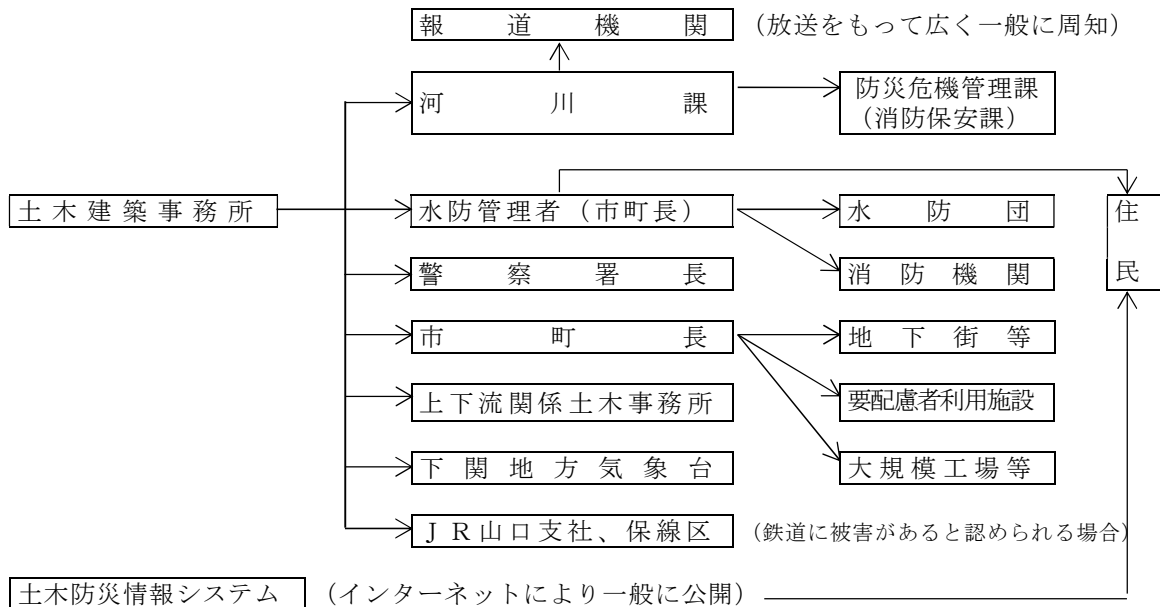 報道機関 （放送をもって広く一般に周知）
河川課 防災危機管理課
（消防保安課）
土木建築事務所 水防管理者（市町長） 水防団 住民
警察署長 消防機関
市町長 地下街等
上下流関係土木事務所 要配慮者利用施設
下関地方気象台 大規模工場等
ＪＲ山口支社、保線区 （鉄道に被害があると認められる場合）
土木防災情報システム （インターネットにより一般に公開）